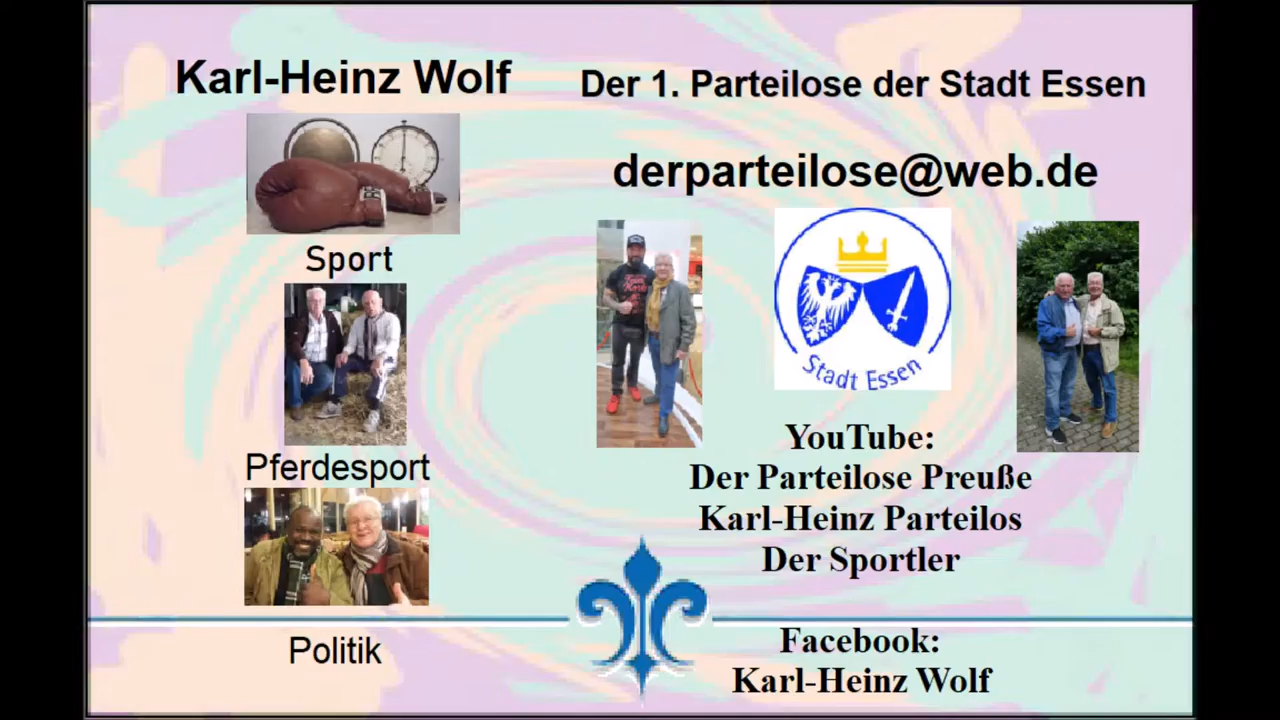 Karl-Heinz Wolf
Der 1. Parteilose der Stadt Essen
derparteilose@web.de
Sport
Pferdesport
Politik
Stadt Essen
YouTube:
Der Parteilose Preuße
Karl-Heinz Parteilos
Der Sportler
Facebook:
Karl-Heinz Wolf